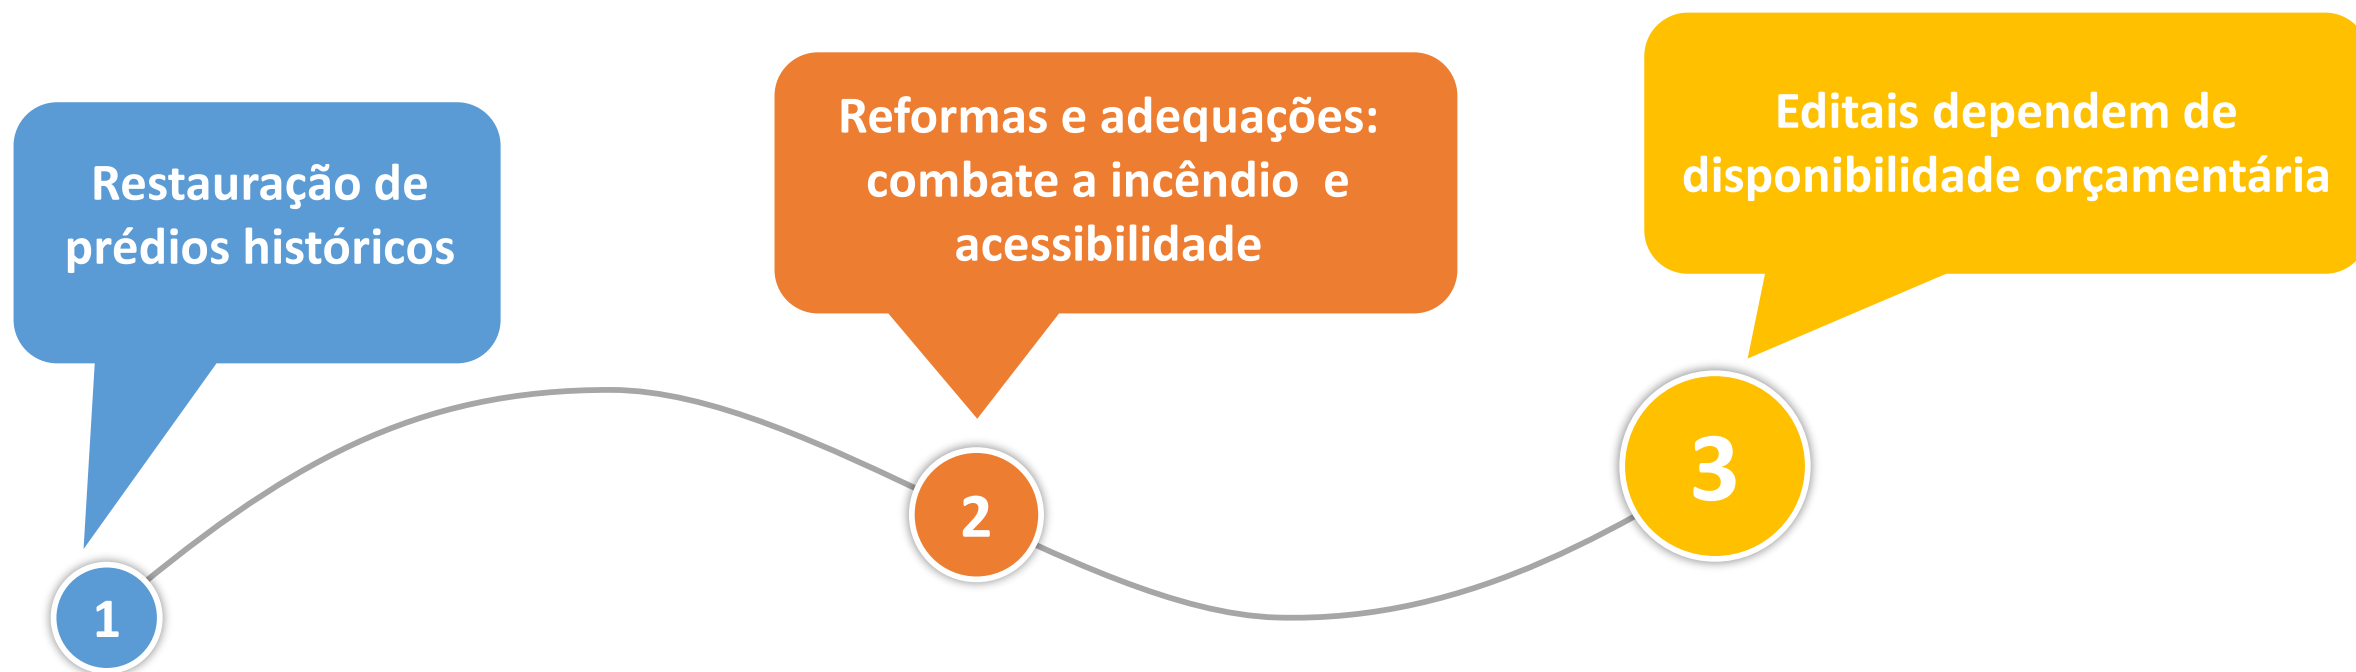 Restauração de
prédios históricos
1
Reformas e adequações:
combate a incêndio e
acessibilidade
2
Editais dependem de
disponibilidade orçamentária
3